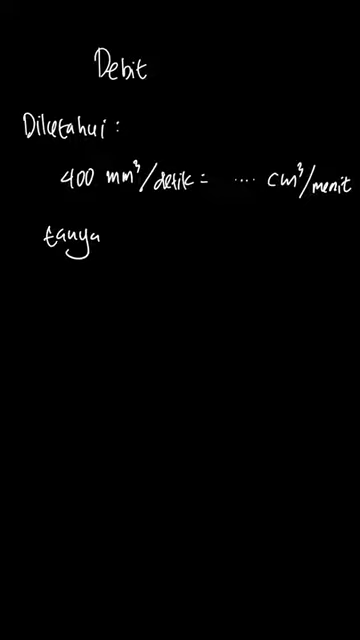 Debit
Diketahui :
400 mm³/detik = .... cm³/menit
tanya